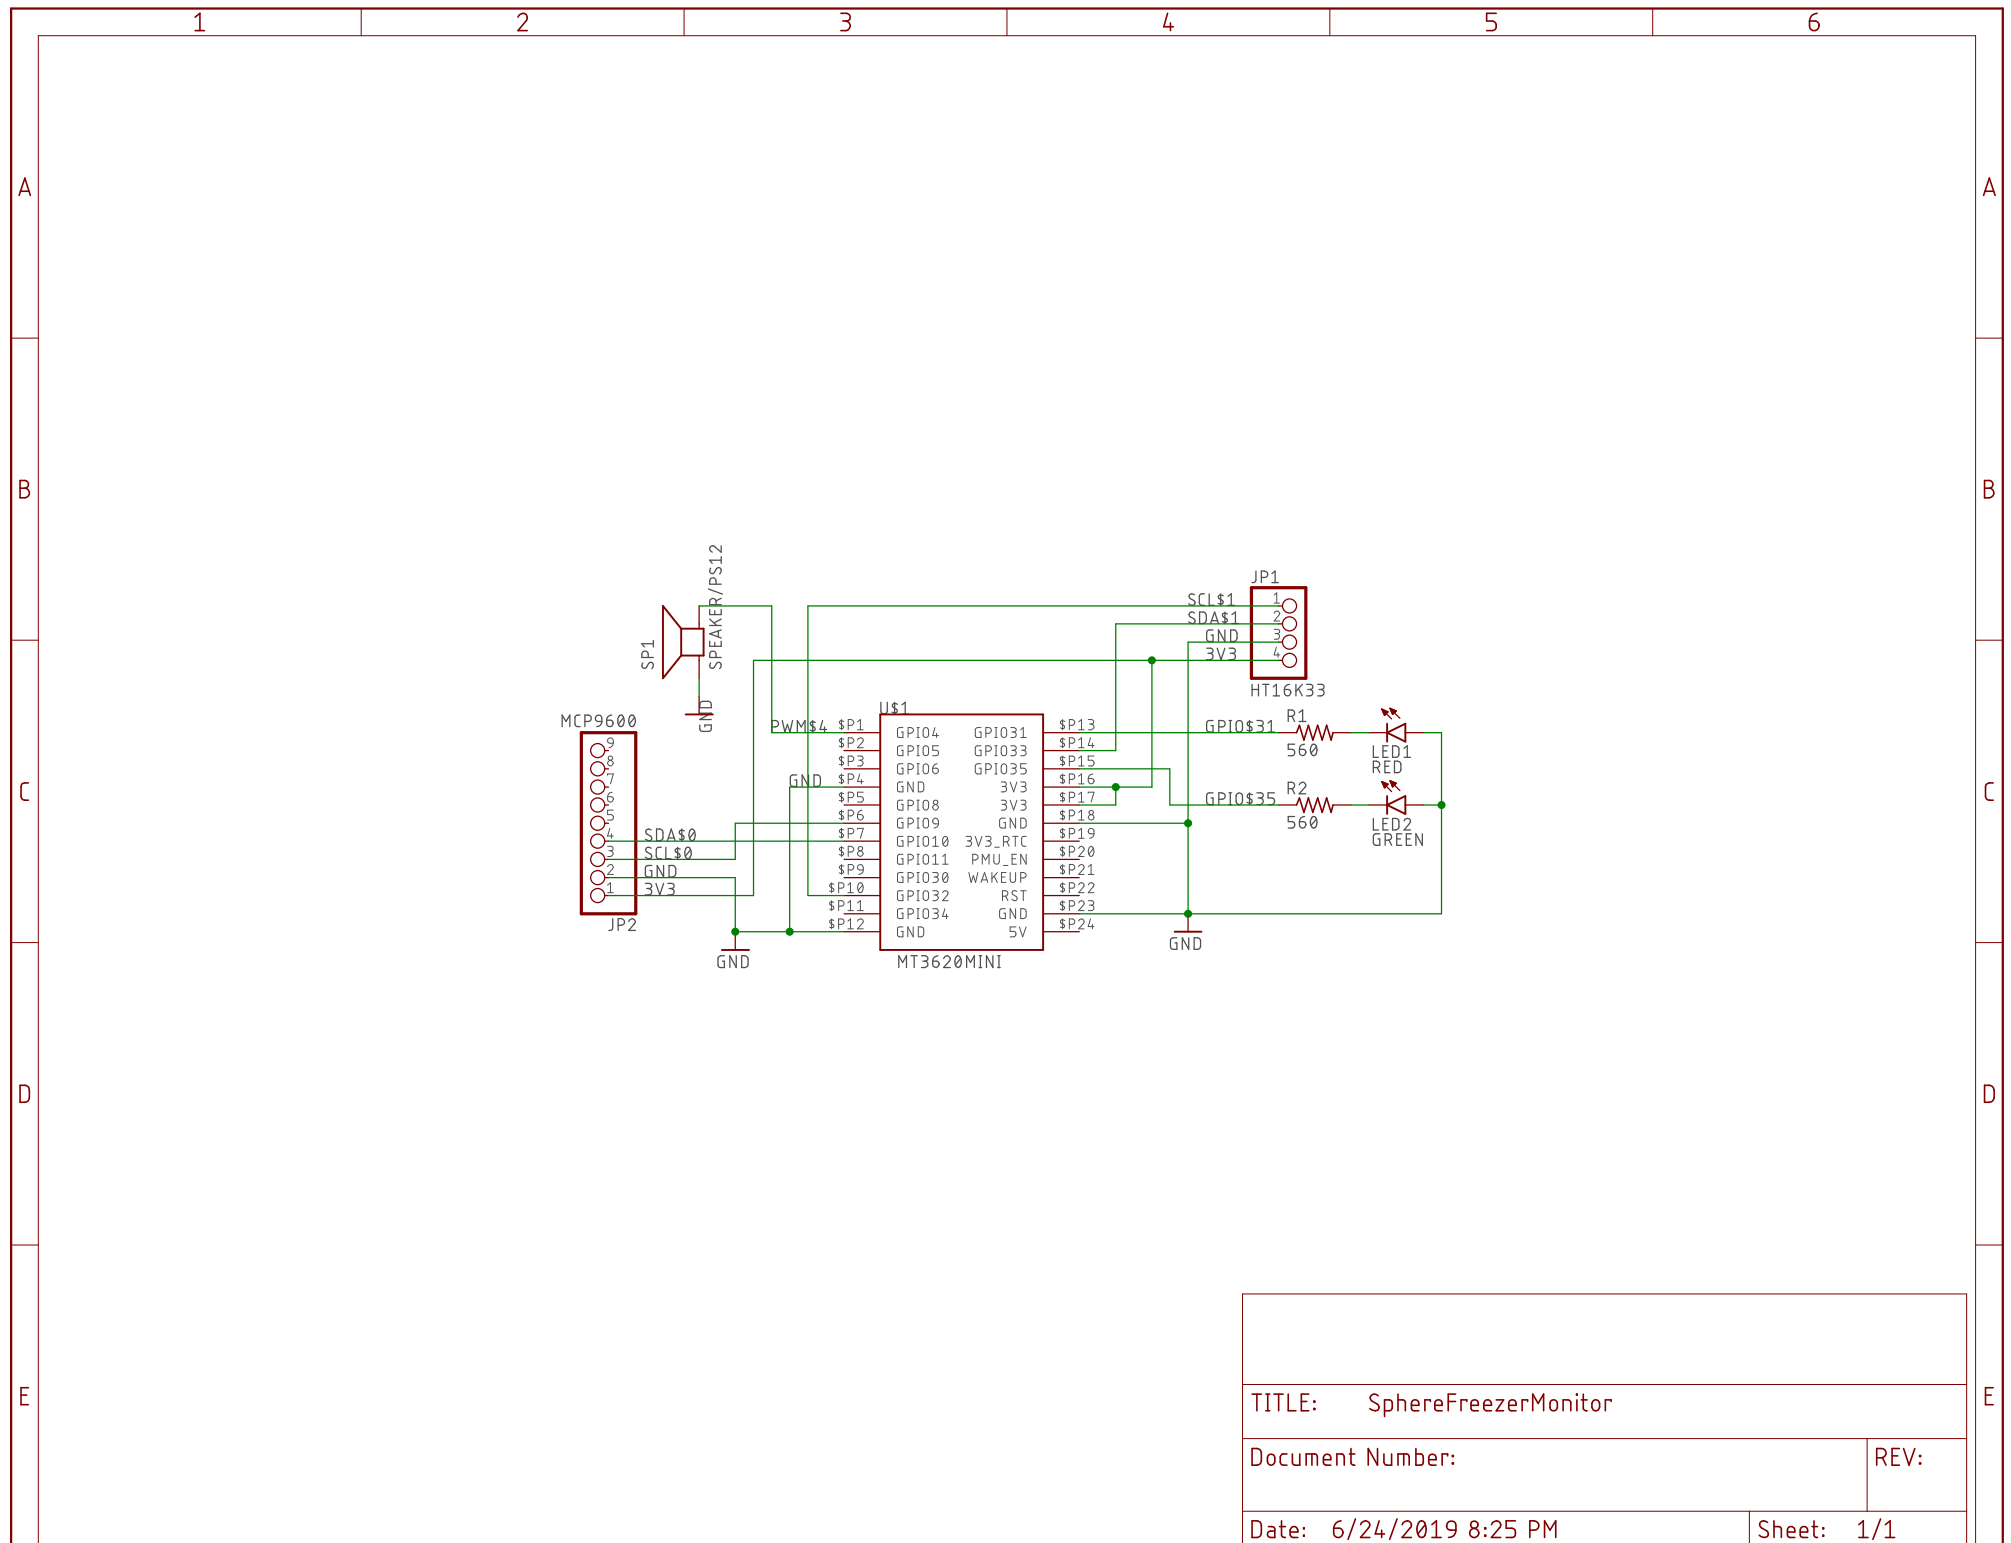 1 2 3 4 5 6
A A
B B
C C
D D
E E
SPEAKER/PS12
SP1
GND
JP1
SCL$1 1
SDA$1 2
GND 3
3V3 4
HT16K33
MCP9600
9
8
7
6
5
SDA$0 4
SCL$0 3
GND 2
3V3 1
JP2
GND
U$1
PWM$4 $P1 GPIO4 GPIO31 $P13 GPIO$31
$P2 GPIO5 GPIO33 $P14
$P3 GPIO6 GPIO35 $P15
GND $P4 GND 3V3 $P16
$P5 GPIO8 3V3 $P17 GPIO$35
$P6 GPIO9 GND $P18
$P7 GPIO10 3V3_RTC $P19
$P8 GPIO11 PMU_EN $P20
$P9 GPIO30 WAKEUP $P21
$P10 GPIO32 RST $P22
$P11 GPIO34 GND $P23
$P12 GND 5V $P24
MT3620MINI
GND
R1
560
LED1
RED
R2
560
LED2
GREEN
TITLE: SphereFreezerMonitor
Document Number: REV:
Date: 6/24/2019 8:25 PM Sheet: 1/1